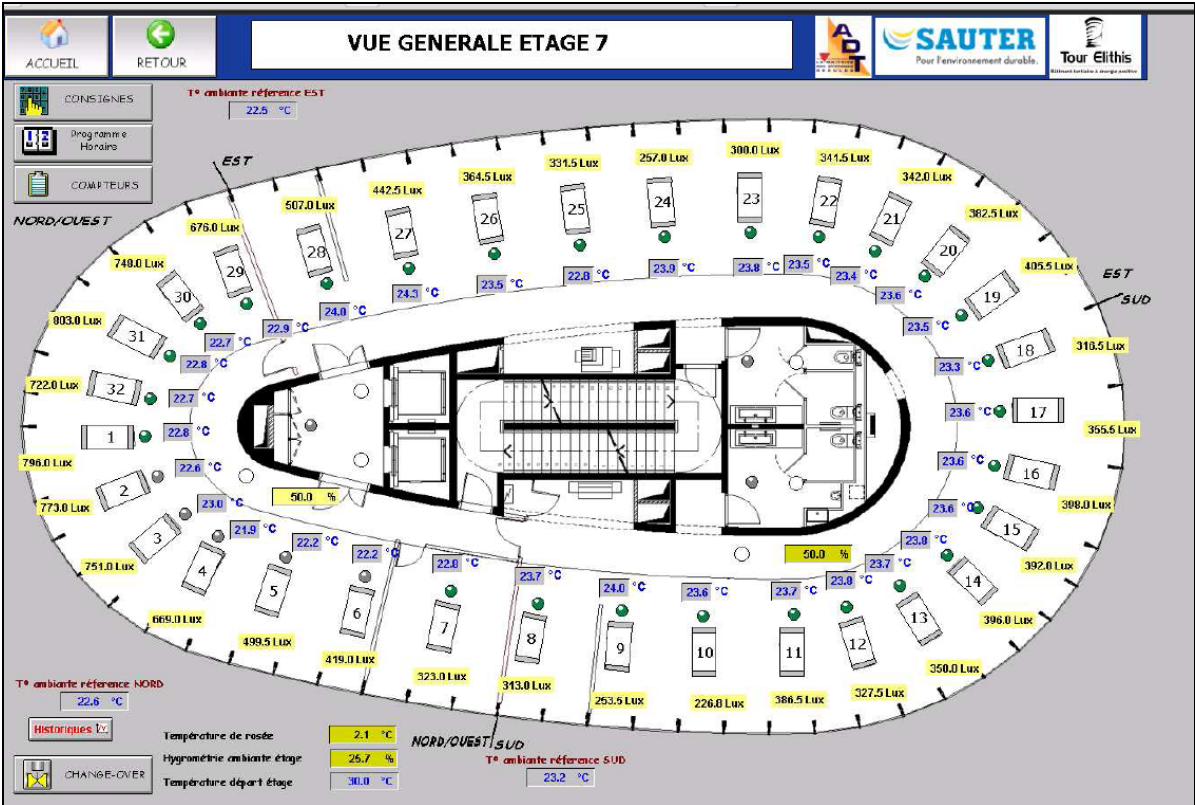 ACCUEIL
RETOUR
VUE GENERALE ETAGE 7
ADT
SAUTER
Pour l'environnement durable.
Tour Elithis
CONSIGNES
Programme
Horaire
COMPTEURS
T° ambiante réference EST
22.5 °C
EST
NORD/OUEST
676.0 Lux
507.0 Lux
442.5 Lux
364.5 Lux
331.5 Lux
257.0 Lux
300.0 Lux
341.5 Lux
342.0 Lux
382.5 Lux
405.5 Lux
EST
SUD
316.5 Lux
355.5 Lux
398.0 Lux
392.0 Lux
396.0 Lux
350.0 Lux
327.5 Lux
386.5 Lux
226.0 Lux
253.5 Lux
313.0 Lux
323.0 Lux
419.0 Lux
499.5 Lux
669.0 Lux
751.0 Lux
773.0 Lux
796.0 Lux
722.0 Lux
803.0 Lux
748.0 Lux
29
28
27
26
25
24
23
22
21
20
19
18
17
16
15
14
13
12
11
10
9
8
7
6
5
4
3
2
1
32
31
30
22.9 °C
24.0 °C
24.3 °C
23.5 °C
22.8 °C
23.9 °C
23.8 °C
23.5 °C
23.4 °C
23.6 °C
23.5 °C
23.3 °C
23.6 °C
23.6 °C
23.6 °C
23.8 °C
23.7 °C
23.8 °C
23.7 °C
23.6 °C
24.0 °C
23.7 °C
22.8 °C
22.2 °C
22.2 °C
21.9 °C
23.0 °C
22.6 °C
22.8 °C
22.7 °C
22.8 °C
22.7 °C
50.0 %
50.0 %
T° ambiante réference NORD
22.6 °C
Historiques
CHANGE-OVER
Température de rosée
2.1 °C
Hygrométrie ambiante étage
25.7 %
Température départ étage
30.0 °C
NORD/OUEST
SUD
T° ambiante réference SUD
23.2 °C